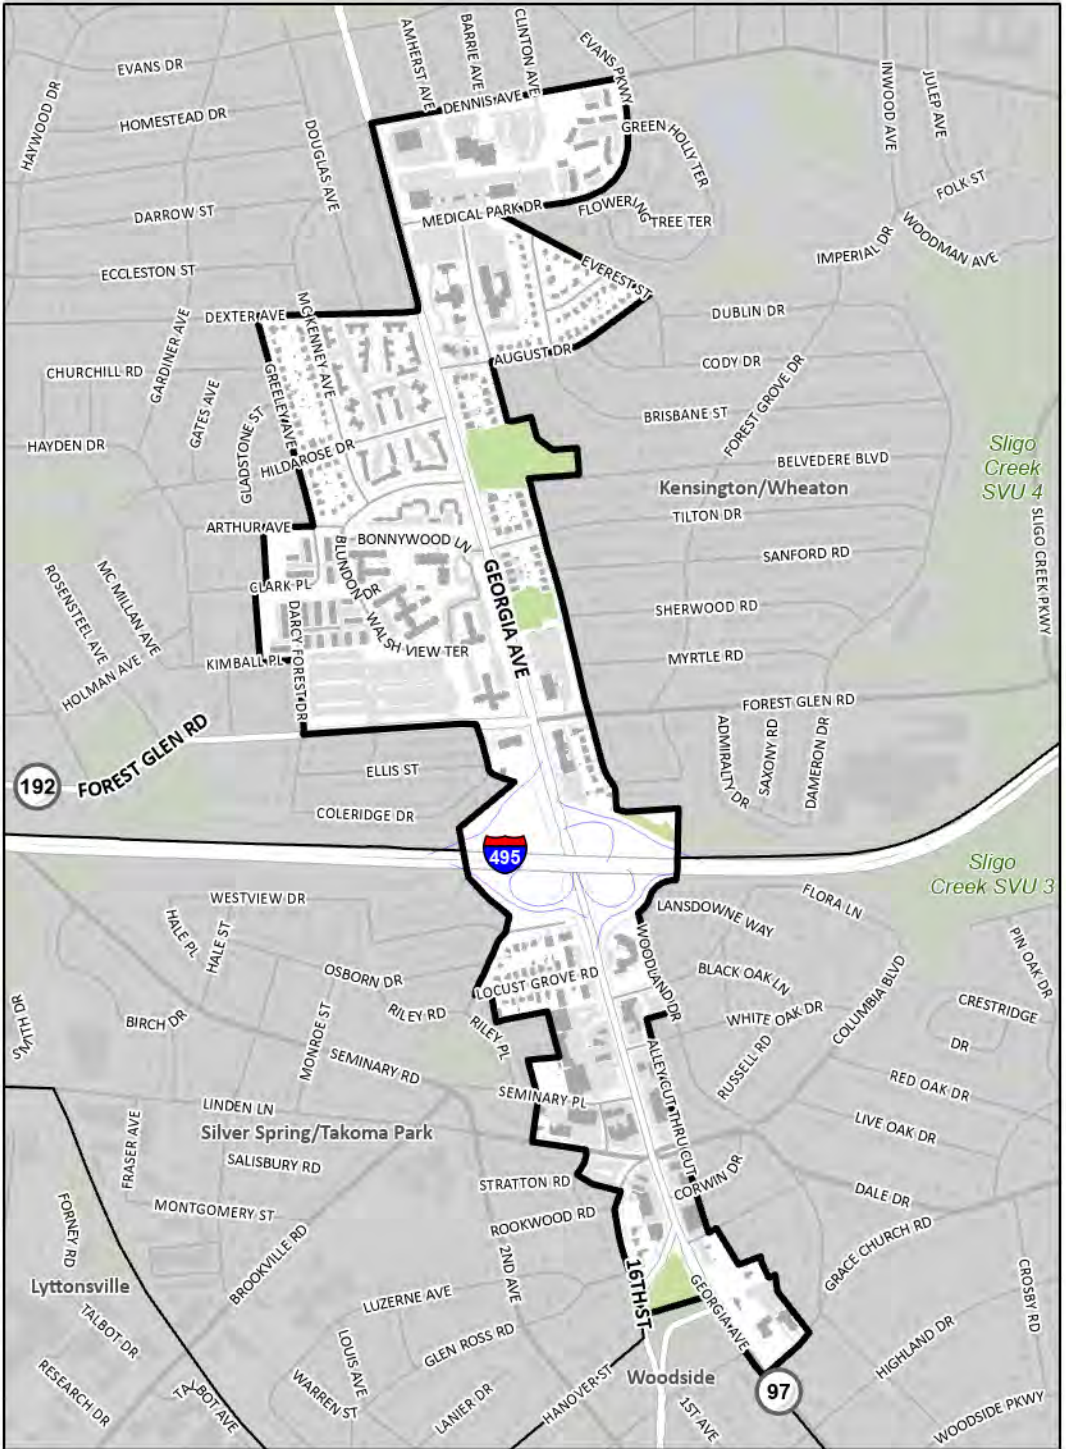 EVANS DR
HOMESTEAD DR
HAYWOOD DR
DOUGLAS AVE
DARROW ST
ECCLESTON ST
AMHERST AVE
BARRIE AVE
CLINTON AVE
EVANS PKWY
DENNIS AVE
GREEN HOLLY TER
MEDICAL PARK DR
FLOWERING
TREE TER
INWOOD AVE
JULEP AVE
FOLK ST
WOODMAN AVE
IMPERIAL DR
EVEREST ST
DEXTER AVE
MC KENNEY AVE
GARDINER AVE
CHURCHILL RD
GATES AVE
GLADSTONE ST
GREELEY AVE
HAYDEN DR
HILDAROSE DR
AUGUST DR
DUBLIN DR
CODY DR
BRISBANE ST
FOREST GROVE DR
BELVEDERE BLVD
Kensington/Wheaton
Sligo
Creek
SVU 4
TILTON DR
SANFORD RD
SLIGO CREEK PKWY
ARTHUR AVE
BONNYWOOD LN
BLUNDON DR
CLARK PL
GEORGIA AVE
SHERWOOD RD
ROSENSTEEL AVE
MC MILLAN AVE
HOLMAN AVE
KIMBALL PL
DARCY FOREST DR
WALSH VIEW TER
MYRTLE RD
FOREST GLEN RD
FOREST GLEN RD
192
ADMIRALTY DR
SAXONY RD
DAMERON DR
ELLIS ST
COLERIDGE DR
495
Sligo
Creek SVU 3
WESTVIEW DR
HALE PL
HALE ST
LANSDOWNE WAY
FLORA LN
PIN OAK DR
OSBORN DR
LOCUST GROVE RD
WOODLAND DR
BLACK OAK LN
COLUMBIA BLVD
CRESTRIDGE
DR
SMYTH DR
BIRCH DR
MONROE ST
RILEY RD
RILEY PL
WHITE OAK DR
SEMINARY RD
RUSSELL RD
RED OAK DR
SEMINARY PL
ALLEY CUT THRU CUT
LINDEN LN
Silver Spring/Takoma Park
FRASER AVE
SALISBURY RD
LIVE OAK DR
CORWIN DR
DALE DR
STRATTON RD
MONTGOMERY ST
ROOKWOOD RD
FORNEY RD
BROOKVILLE RD
2ND AVE
16TH ST
GRACE CHURCH RD
Lyttonsville
LUZERNE AVE
GEORGIA AVE
CROSBY RD
TALBOT DR
LOUIS AVE
GLEN ROSS RD
HIGHLAND DR
RESEARCH DR
TALBOT AVE
WARREN ST
LANIER DR
HANOVER ST
Woodside
97
1ST AVE
WOODSIDE PKWY